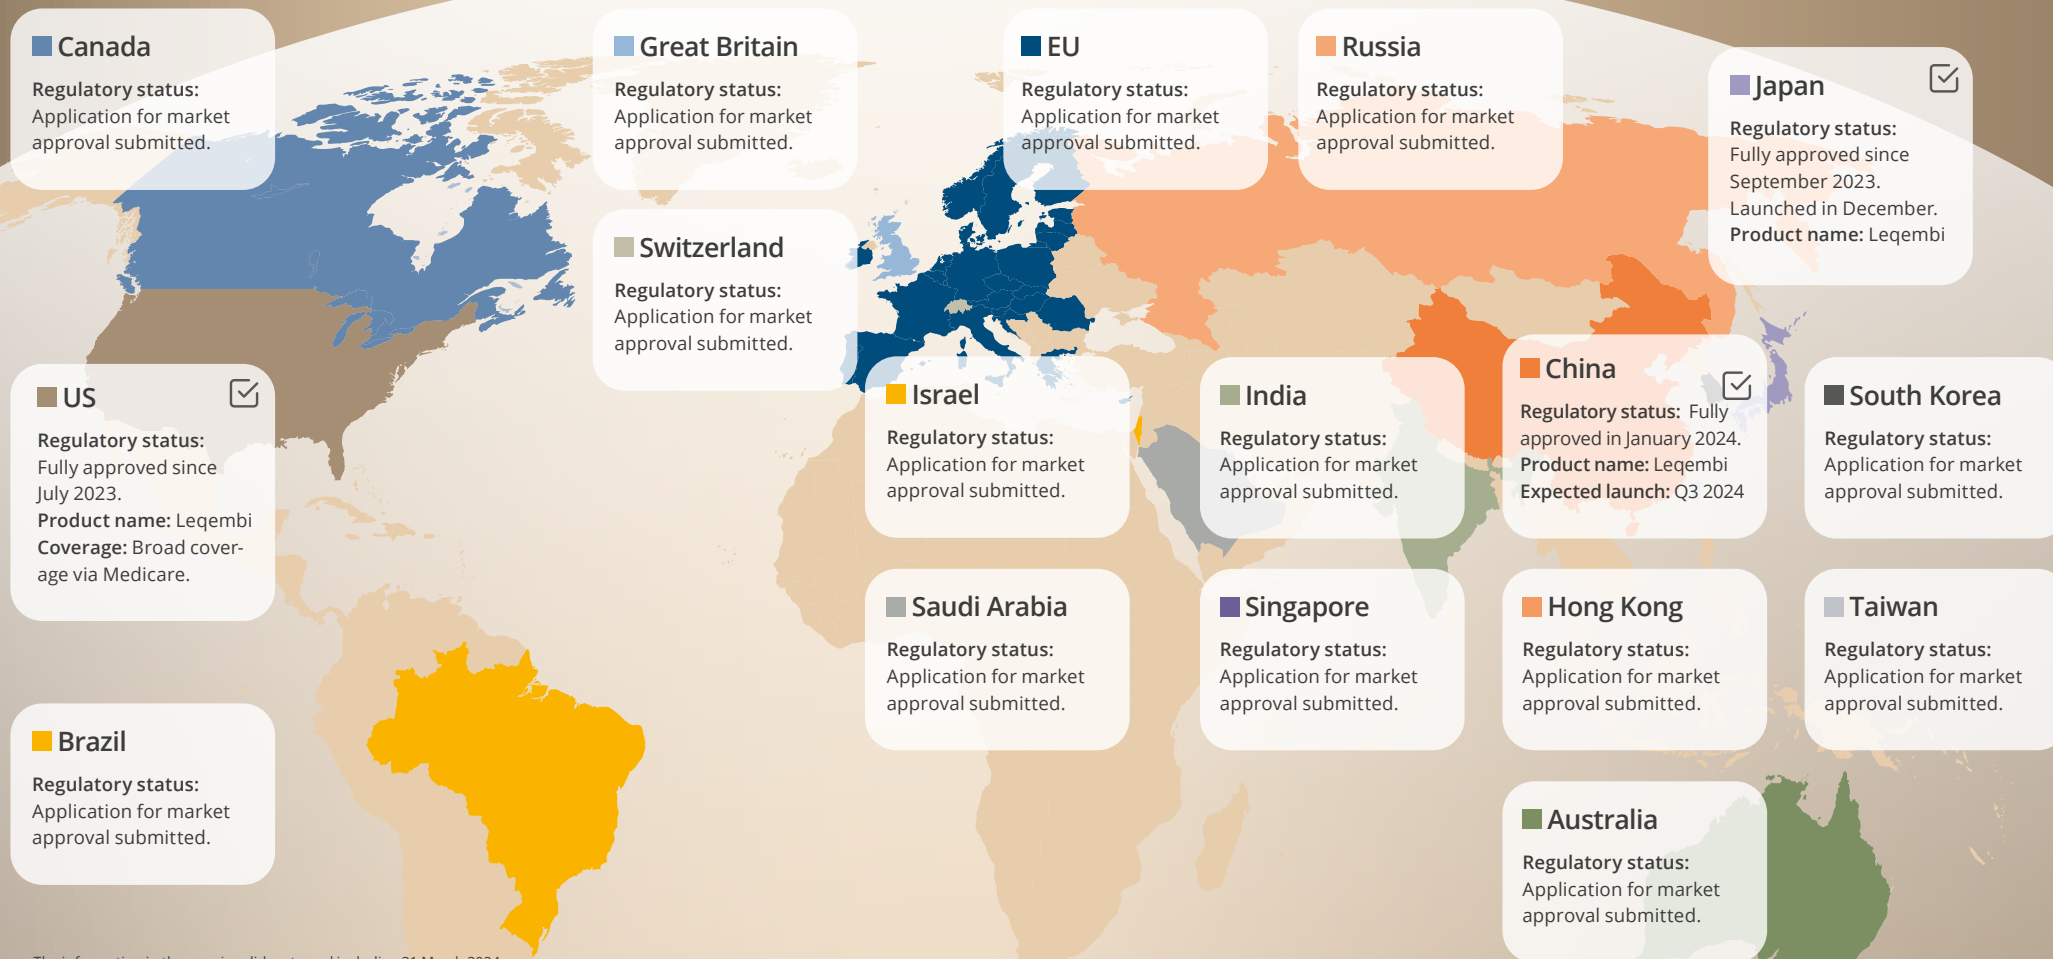 Canada
Regulatory status:
Application for market
approval submitted.
Great Britain
Regulatory status:
Application for market
approval submitted.
EU
Regulatory status:
Application for market
approval submitted.
Russia
Regulatory status:
Application for market
approval submitted.
Japan
Regulatory status:
Fully approved since
September 2023.
Launched in December.
Product name: Leqembi
Switzerland
Regulatory status:
Application for market
approval submitted.
US
Regulatory status:
Fully approved since
July 2023.
Product name: Leqembi
Coverage: Broad cover-
age via Medicare.
Israel
Regulatory status:
Application for market
approval submitted.
India
Regulatory status:
Application for market
approval submitted.
China
Regulatory status: Fully
approved in January 2024.
Product name: Leqembi
Expected launch: Q3 2024
South Korea
Regulatory status:
Application for market
approval submitted.
Saudi Arabia
Regulatory status:
Application for market
approval submitted.
Singapore
Regulatory status:
Application for market
approval submitted.
Hong Kong
Regulatory status:
Application for market
approval submitted.
Taiwan
Regulatory status:
Application for market
approval submitted.
Brazil
Regulatory status:
Application for market
approval submitted.
Australia
Regulatory status:
Application for market
approval submitted.